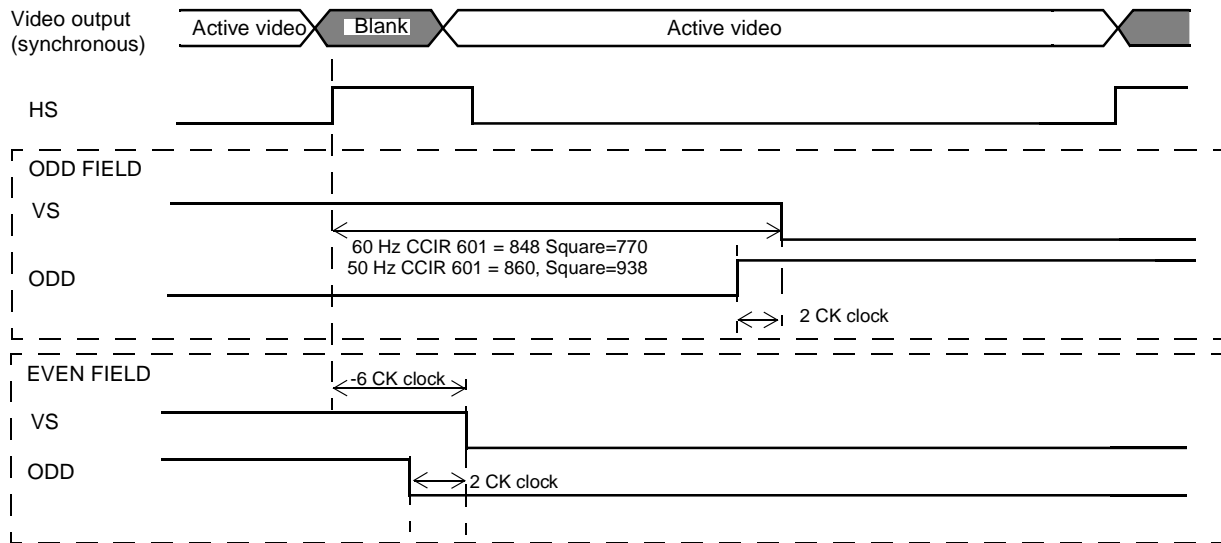 Video output
(synchronous)
Active video
Blank
Active video
HS
ODD FIELD
VS
60 Hz CCIR 601 = 848 Square=770
50 Hz CCIR 601 = 860, Square=938
ODD
2 CK clock
EVEN FIELD
-6 CK clock
VS
ODD
2 CK clock